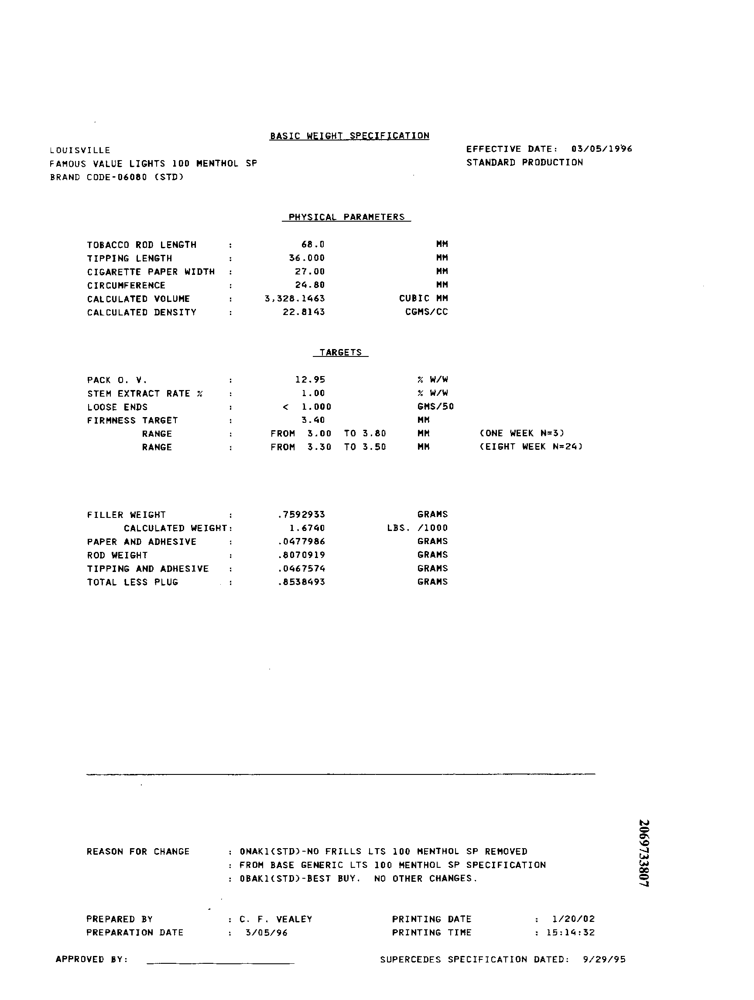 BASIC WEIGHT SPECIFICATION
LOUISVILLE EFFECTIVE DATE: 03/05/1996
FAMOUS VALUE LIGHTS 100 MENTHOL SP STANDARD PRODUCTION
BRAND CODE-06080 (STD)
PHYSICAL PARAMETERS
TOBACCO ROD LENGTH : 68.0 MM
TIPPING LENGTH : 36.000 MM
CIGARETTE PAPER WIDTH : 27.00 MM
CIRCUMFERENCE : 24.80 MM
CALCULATED VOLUME : 3,328.1463 CUBIC MM
CALCULATED DENSITY : 22.8143 CGMS/CC
TARGETS
PACK O. V. : 12.95 % W/W
STEM EXTRACT RATE % : 1.00 % W/W
LOOSE ENDS : < 1.000 GMS/50
FIRMNESS TARGET : 3.40 MM
RANGE : FROM 3.00 TO 3.80 MM (ONE WEEK N=3)
RANGE : FROM 3.30 TO 3.50 MM (EIGHT WEEK N=24)
FILLER WEIGHT : .7592933 GRAMS
CALCULATED WEIGHT: 1.6740 LBS. /1000
PAPER AND ADHESIVE : .0477986 GRAMS
ROD WEIGHT : .8070919 GRAMS
TIPPING AND ADHESIVE : .0467574 GRAMS
TOTAL LESS PLUG : .8538493 GRAMS
REASON FOR CHANGE : ONAK1(STD)-NO FRILLS LTS 100 MENTHOL SP REMOVED
: FROM BASE GENERIC LTS 100 MENTHOL SP SPECIFICATION
: OBAK1(STD)-BEST BUY. NO OTHER CHANGES.
PREPARED BY : C. F. VEALEY PRINTING DATE : 1/20/02
PREPARATION DATE : 3/05/96 PRINTING TIME : 15:14:32
APPROVED BY: SUPERCEDES SPECIFICATION DATED: 9/29/95
2069733807